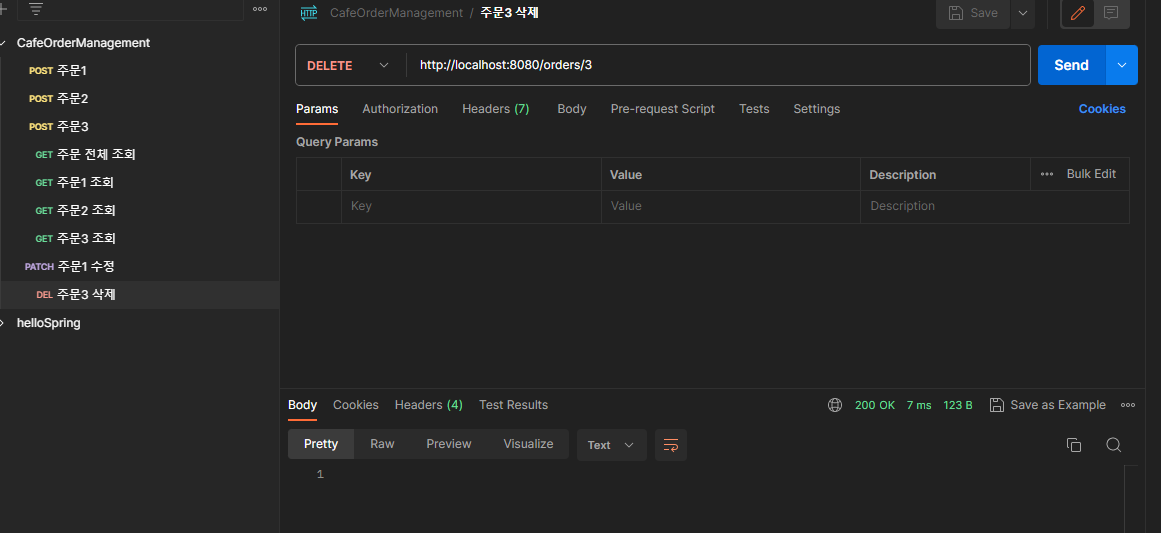 CafeOrderManagement / 주문3 삭제
Save
CafeOrderManagement
POST 주문1
POST 주문2
POST 주문3
GET 주문 전체 조회
GET 주문1 조회
GET 주문2 조회
GET 주문3 조회
PATCH 주문1 수정
DEL 주문3 삭제
helloSpring
DELETE http://localhost:8080/orders/3
Send
Params Authorization Headers (7) Body Pre-request Script Tests Settings Cookies
Query Params
Key Value Description Bulk Edit
Key Value Description
Body Cookies Headers (4) Test Results 200 OK 7 ms 123 B Save as Example
Pretty Raw Preview Visualize Text
1